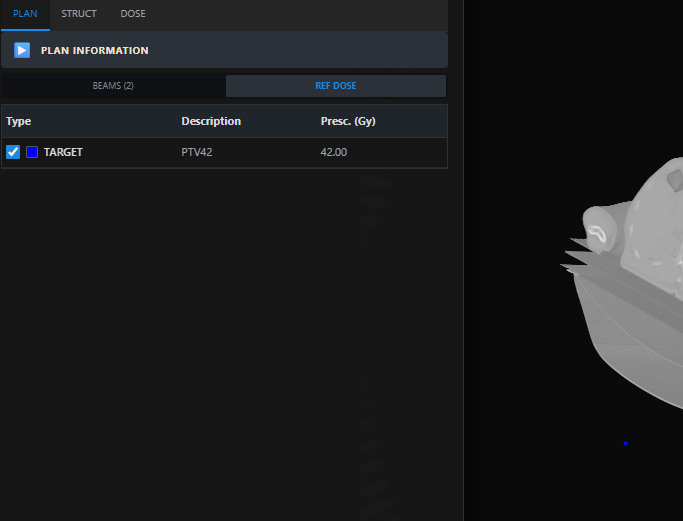 PLAN STRUCT DOSE
PLAN INFORMATION
BEAMS (2) REF DOSE
Type Description Presc. (Gy)
TARGET PTV42 42.00